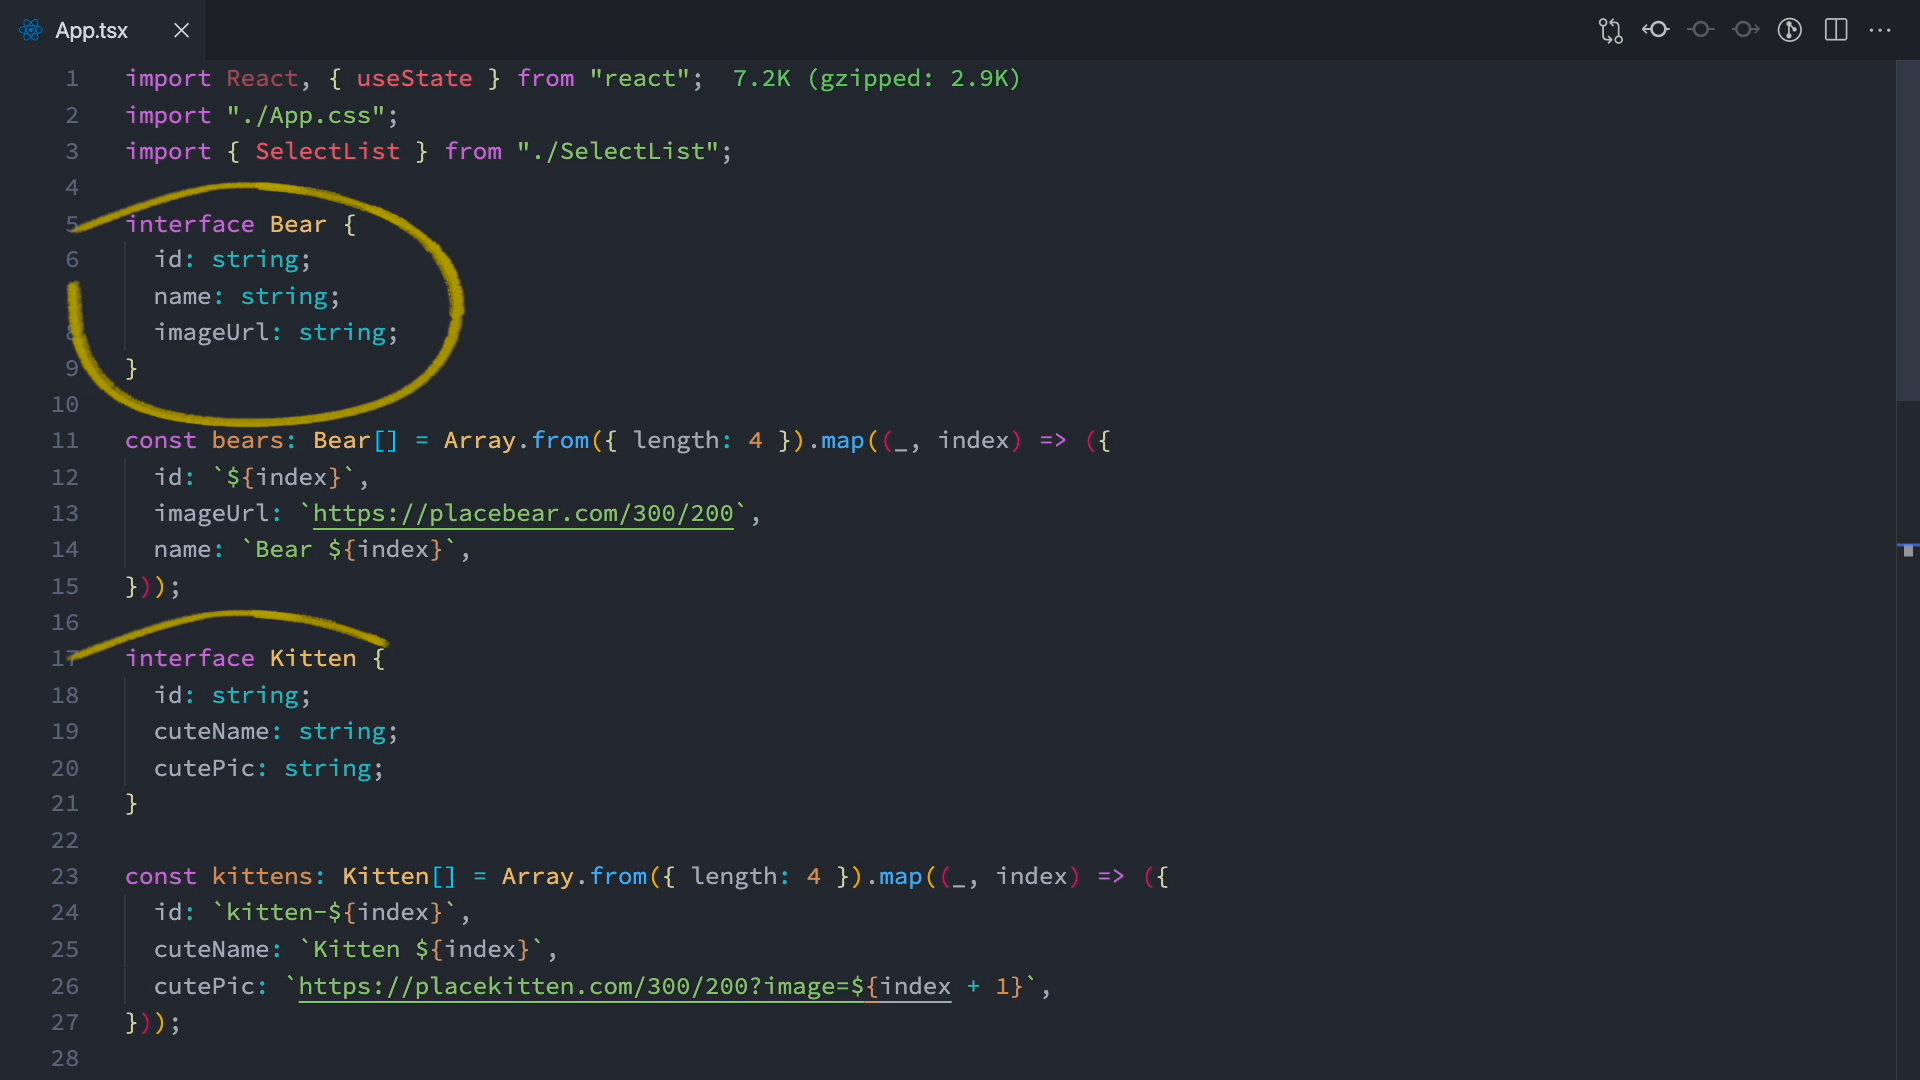 App.tsx
1 import React, { useState } from "react"; 7.2K (gzipped: 2.9K)
2 import "./App.css";
3 import { SelectList } from "./SelectList";
4
5 interface Bear {
6 id: string;
name: string;
8 imageUrl: string;
9 }
10
11 const bears: Bear[] = Array.from({ length: 4 }).map((_, index) => ({
12 id: `${index}`,
13 imageUrl: `https://placebear.com/300/200`,
14 name: `Bear ${index}`,
15 }));
16
17 interface Kitten {
18 id: string;
19 cuteName: string;
20 cutePic: string;
21 }
22
23 const kittens: Kitten[] = Array.from({ length: 4 }).map((_, index) => ({
24 id: `kitten-${index}`,
25 cuteName: `Kitten ${index}`,
26 cutePic: `https://placekitten.com/300/200?image=${index + 1}`,
27 }));
28